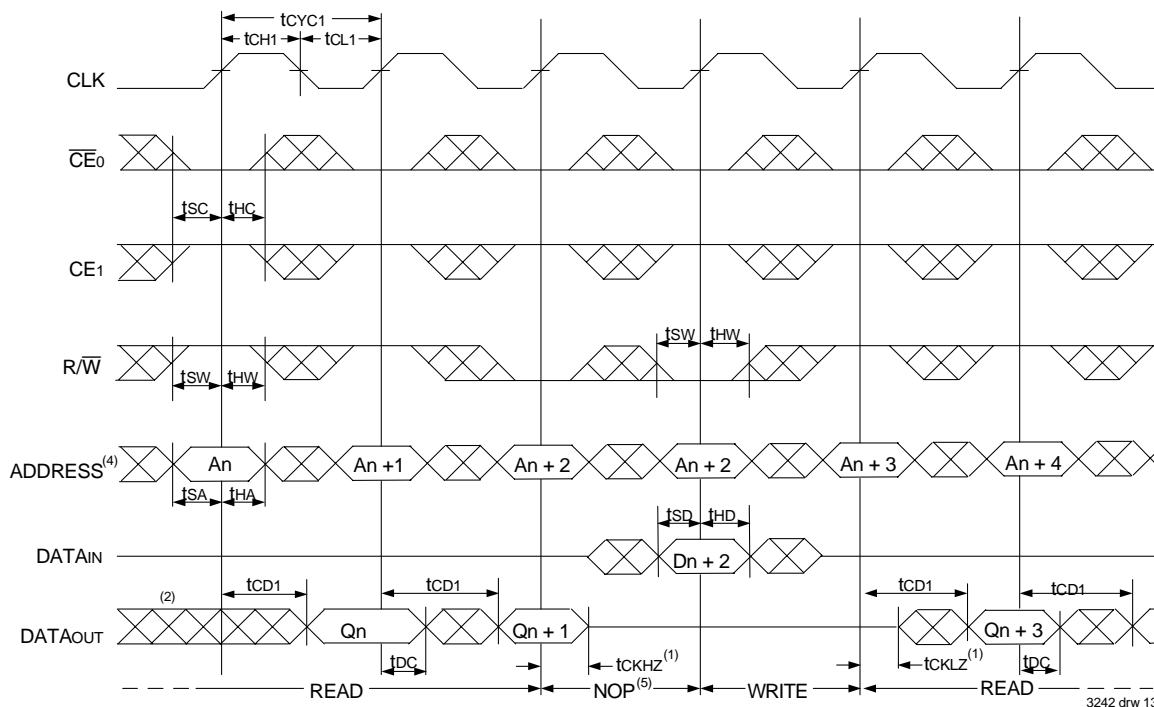 tCYC1
tCH1 tCL1
CLK
CE0
tSC tHC
CE1
tSW tHW
R/W
tSW tHW
ADDRESS(4) An An +1 An + 2 An + 2 An + 3 An + 4
tSA tHA
tSD tHD
DATAIN Dn + 2
(2) tCD1 tCD1 tCD1 tCD1
DATAOUT Qn Qn + 1 Qn + 3
tDC tCKHZ(1) tCKLZ(1) tDC
READ NOP(5) WRITE READ
3242 drw 13